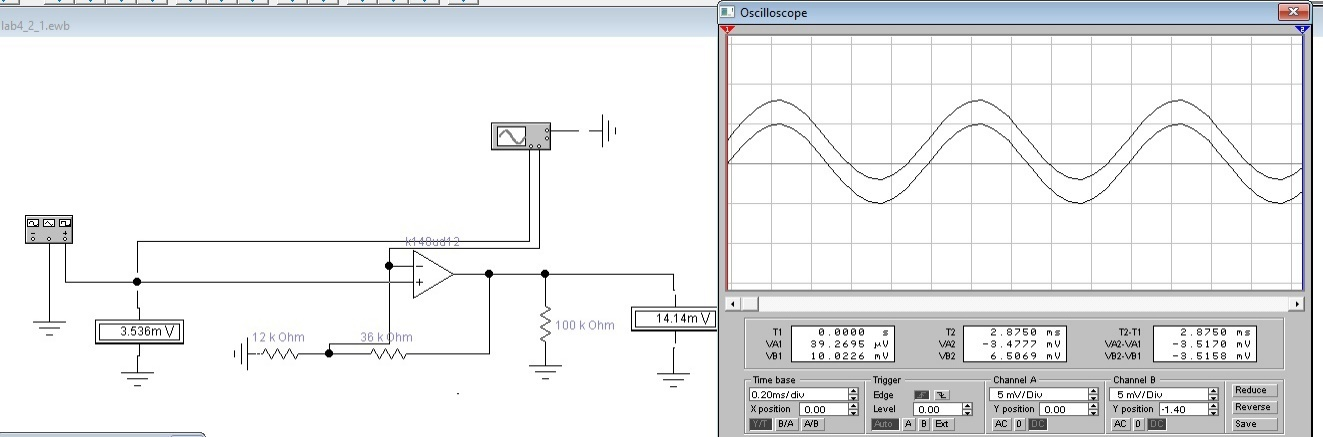 lab4_2_1.ewb
Oscilloscope
1
2
k140ud12
3.536m V
12 k Ohm
36 k Ohm
100 k Ohm
14.14m V
T1 0.0000 s
VA1 39.2695 µV
VB1 10.0226 mV
T2 2.8750 ms
VA2 -3.4777 mV
VB2 6.5069 mV
T2-T1 2.8750 ms
VA2-VA1 -3.5170 mV
VB2-VB1 -3.5158 mV
Time base
0.20ms/div
X position 0.00
Y/T B/A A/B
Trigger
Edge
Level 0.00
Auto A B Ext
Channel A
5 mV/Div
Y position 0.00
AC 0 DC
Channel B
5 mV/Div
Y position -1.40
AC 0 DC
Reduce
Reverse
Save